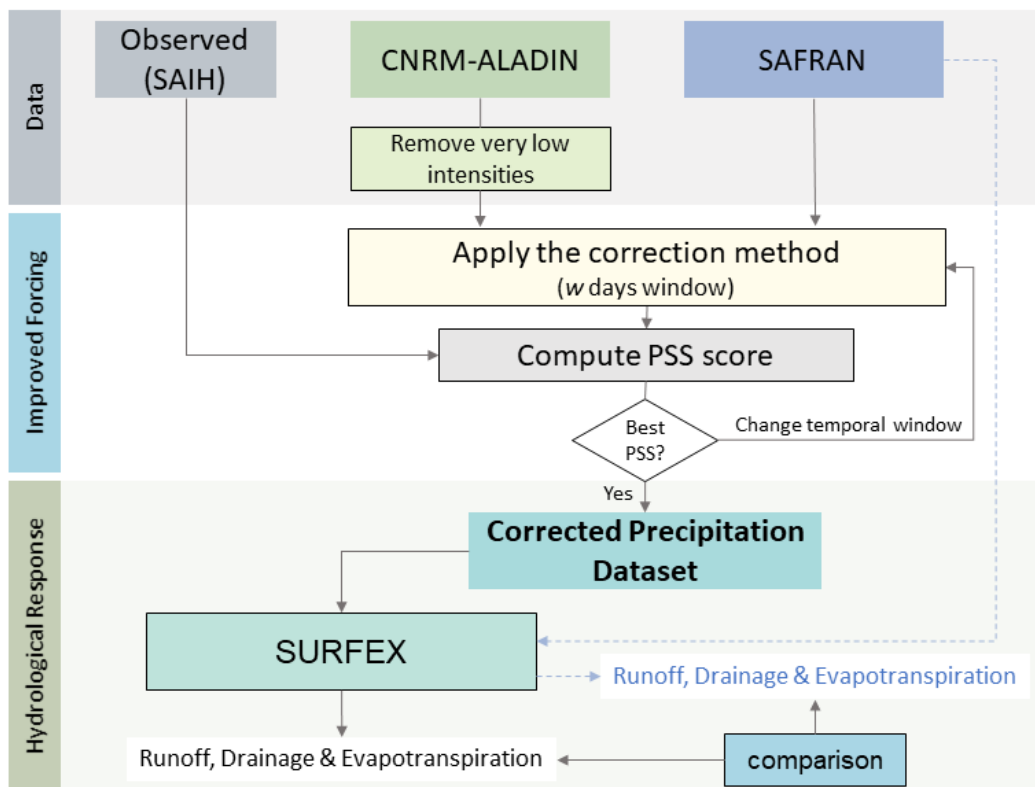 Data
Observed
(SAIH)
CNRM-ALADIN
SAFRAN
Remove very low
intensities
Improved Forcing
Apply the correction method
(w days window)
Compute PSS score
Best
PSS?
Change temporal window
Yes
Hydrological Response
Corrected Precipitation
Dataset
SURFEX
Runoff, Drainage & Evapotranspiration
Runoff, Drainage & Evapotranspiration
comparison